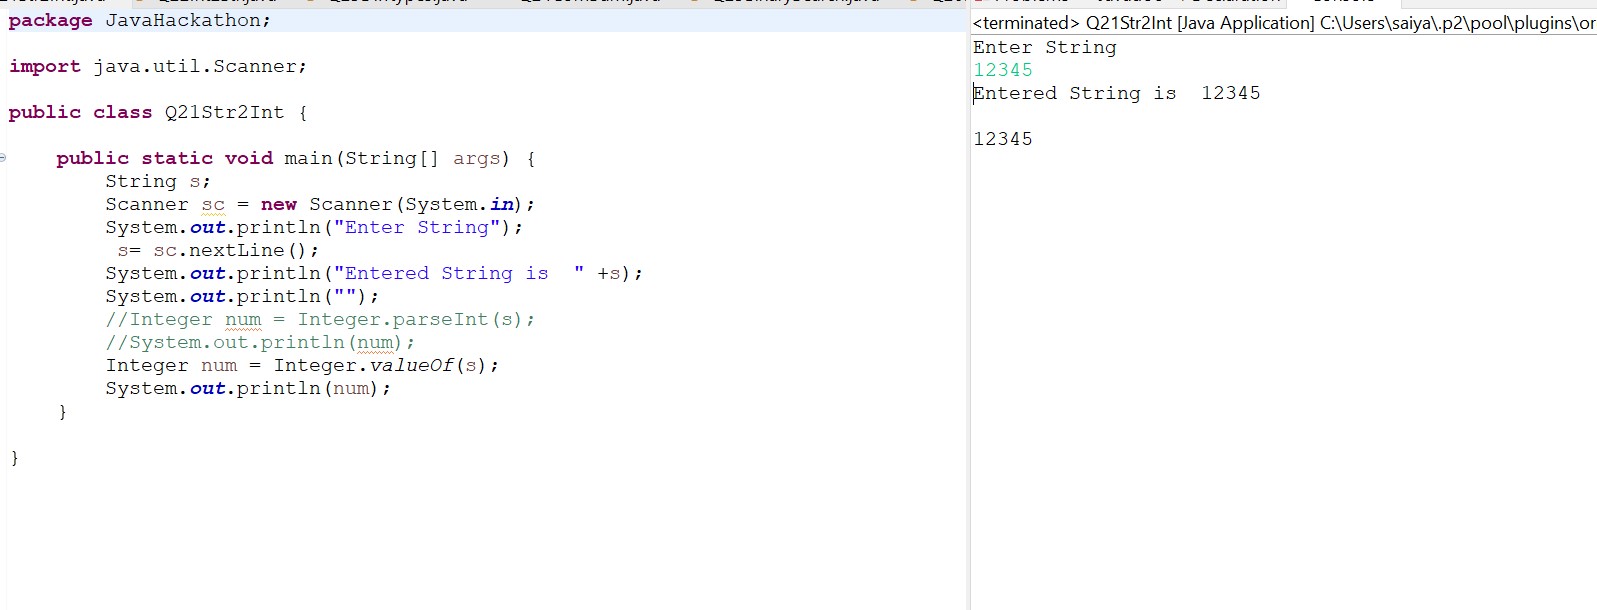 package JavaHackathon;
import java.util.Scanner;
public class Q21Str2Int {
public static void main(String[] args) {
String s;
Scanner sc = new Scanner(System.in);
System.out.println("Enter String");
s= sc.nextLine();
System.out.println("Entered String is  " +s);
System.out.println("");
//Integer num = Integer.parseInt(s);
//System.out.println(num);
Integer num = Integer.valueOf(s);
System.out.println(num);
}
}
<terminated> Q21Str2Int [Java Application] C:\Users\saiya\.p2\pool\plugins\or
Enter String
12345
Entered String is  12345
12345